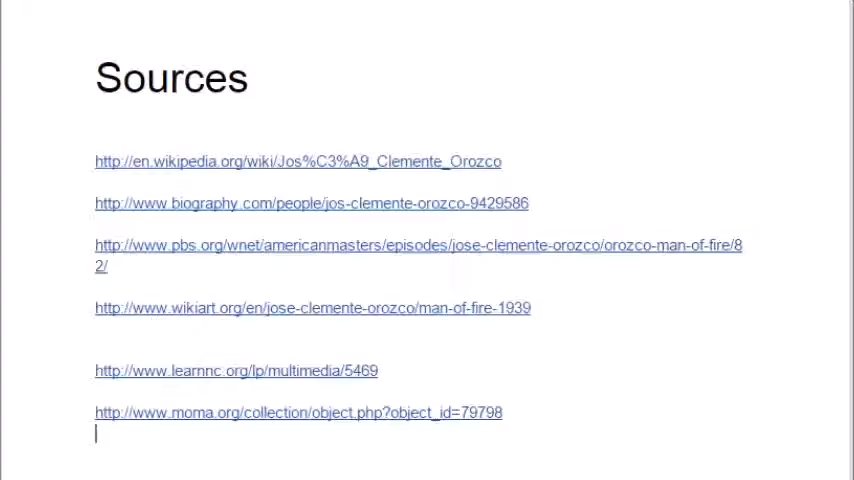 Sources
http://en.wikipedia.org/wiki/Jos%C3%A9_Clemente_Orozco
http://www.biography.com/people/jos-clemente-orozco-9429586
http://www.pbs.org/wnet/americanmasters/episodes/jose-clemente-orozco/orozco-man-of-fire/8
2/
http://www.wikiart.org/en/jose-clemente-orozco/man-of-fire-1939
http://www.learnnc.org/lp/multimedia/5469
http://www.moma.org/collection/object.php?object_id=79798